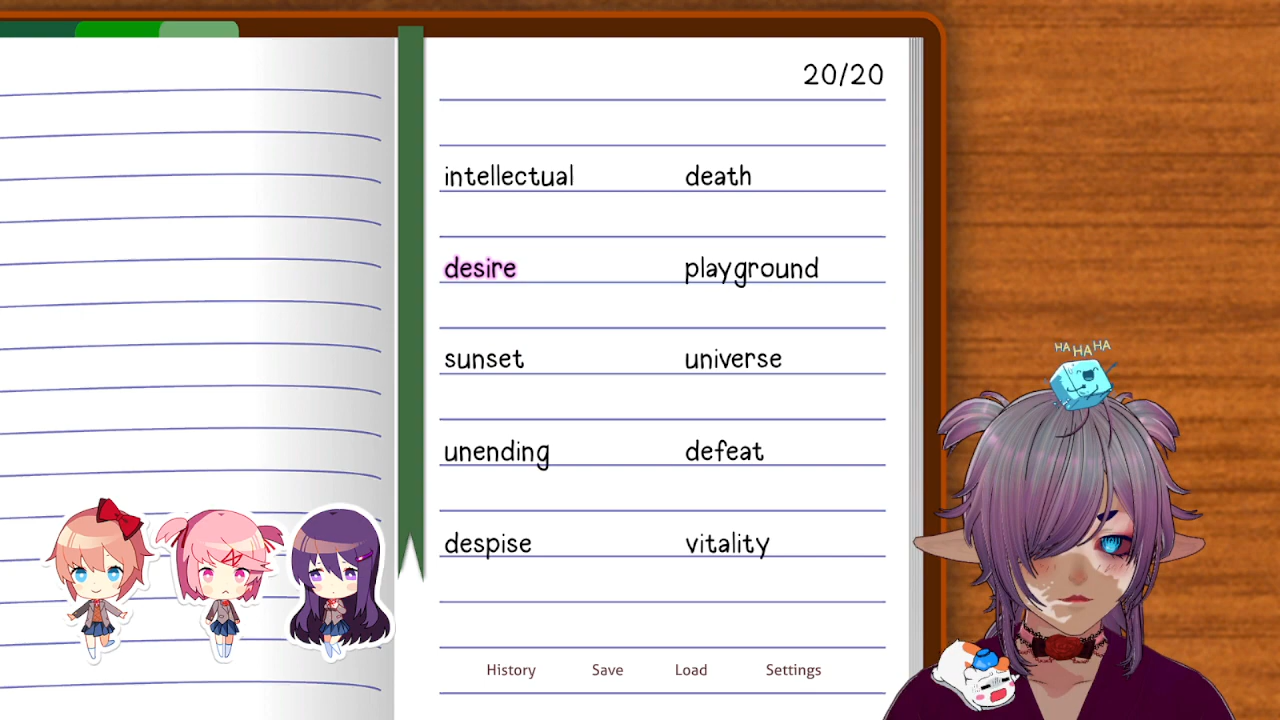 20/20
intellectual death
desire playground
sunset universe
unending defeat
despise vitality
History Save Load Settings
HA HA HA